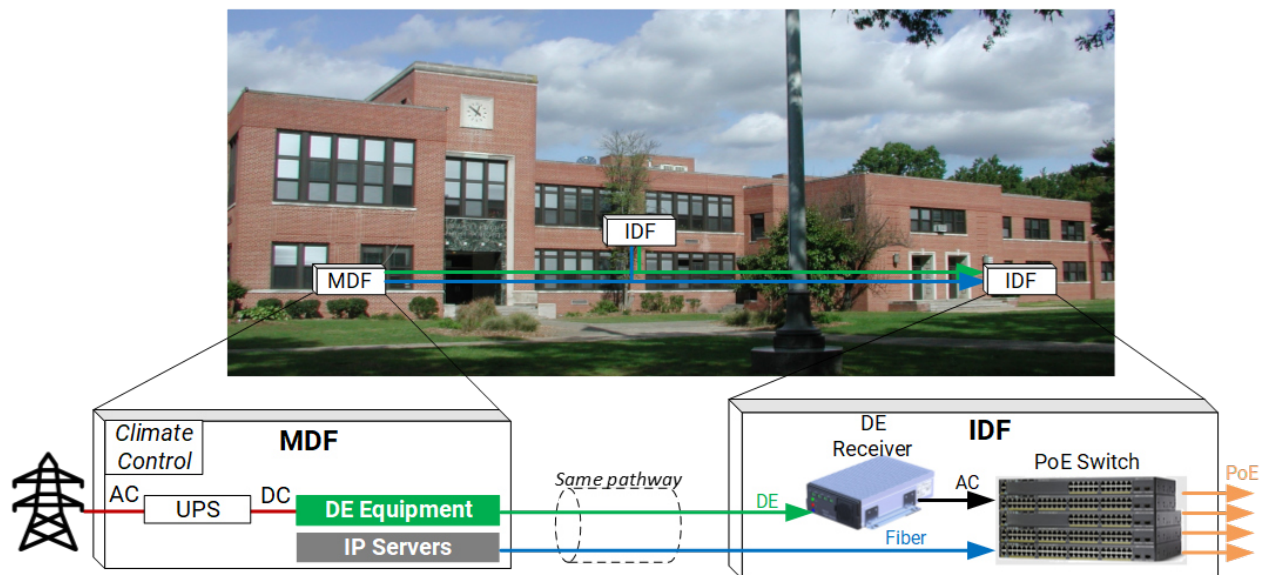 IDF
MDF
IDF
Climate
Control
MDF
AC
UPS
DC
DE Equipment
IP Servers
Same pathway
DE
Fiber
IDF
DE
Receiver
AC
PoE Switch
PoE